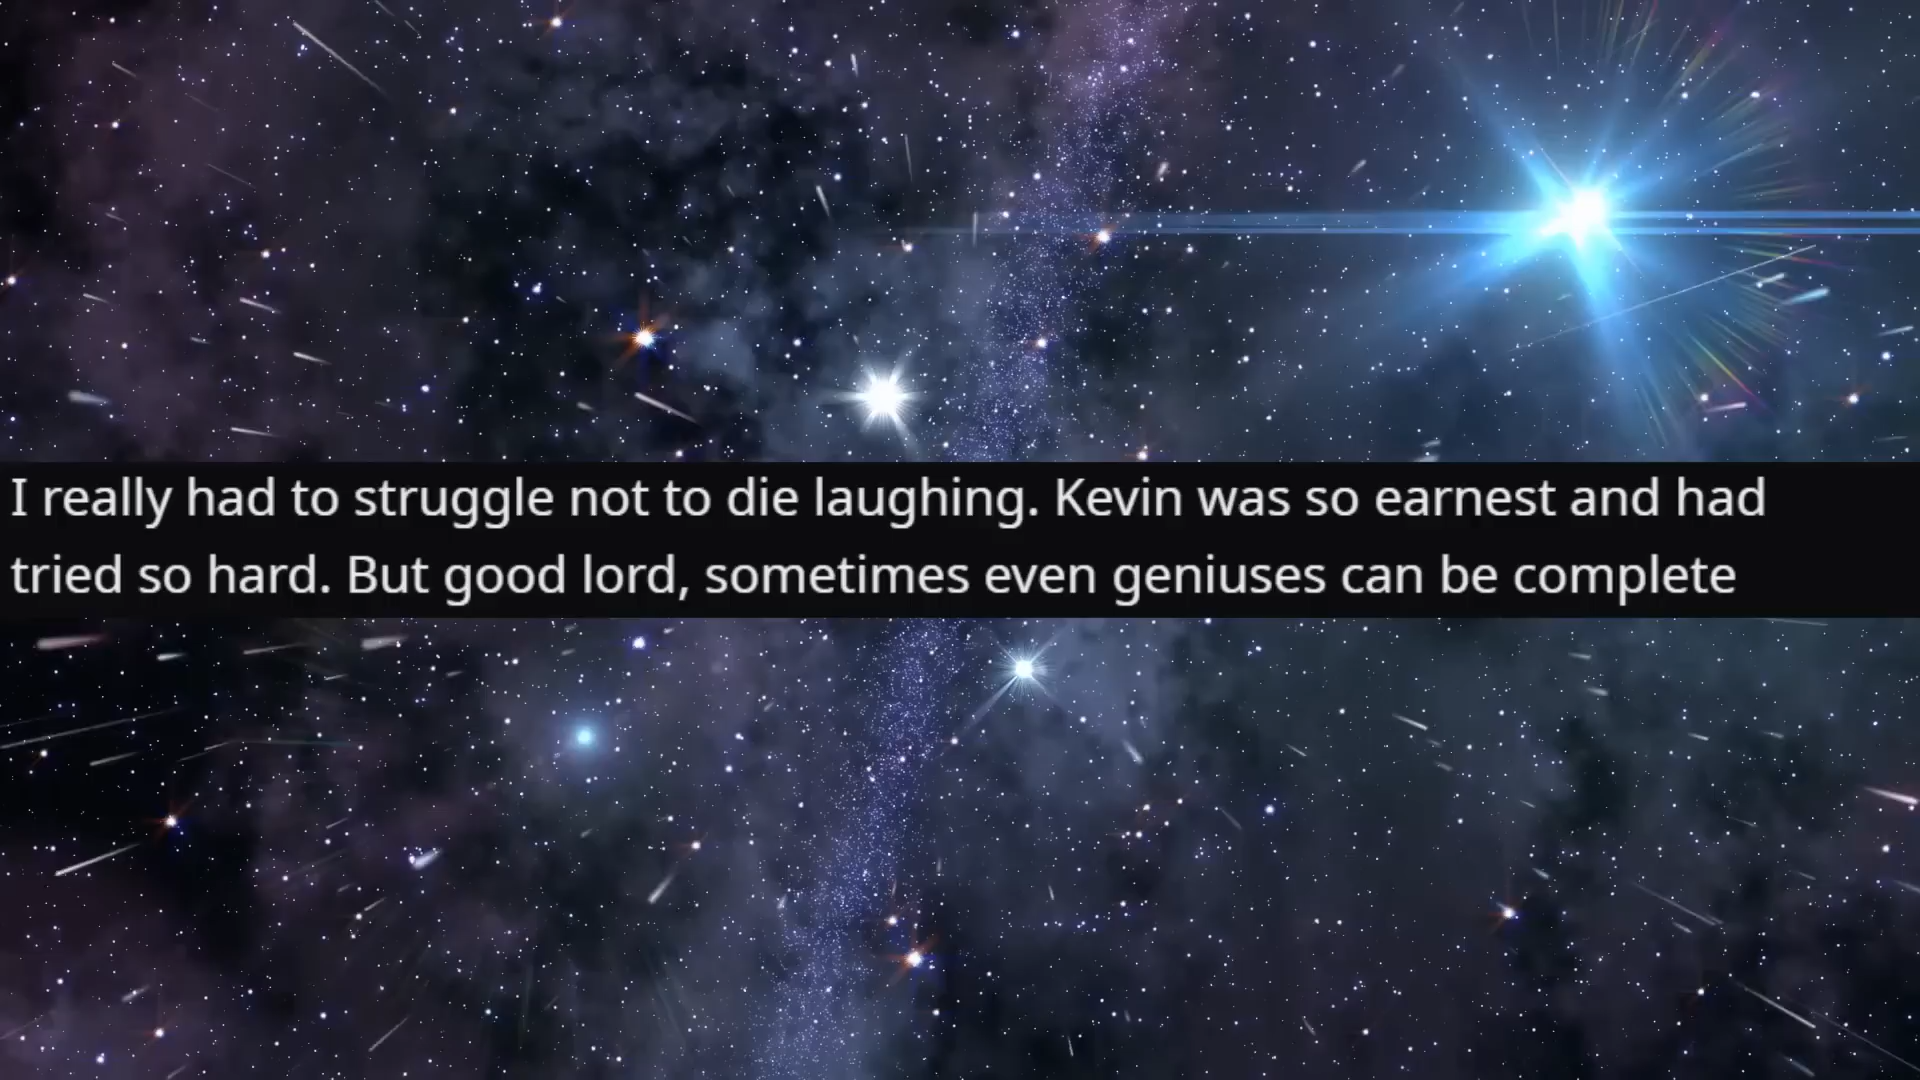 I really had to struggle not to die laughing. Kevin was so earnest and had
tried so hard. But good lord, sometimes even geniuses can be complete